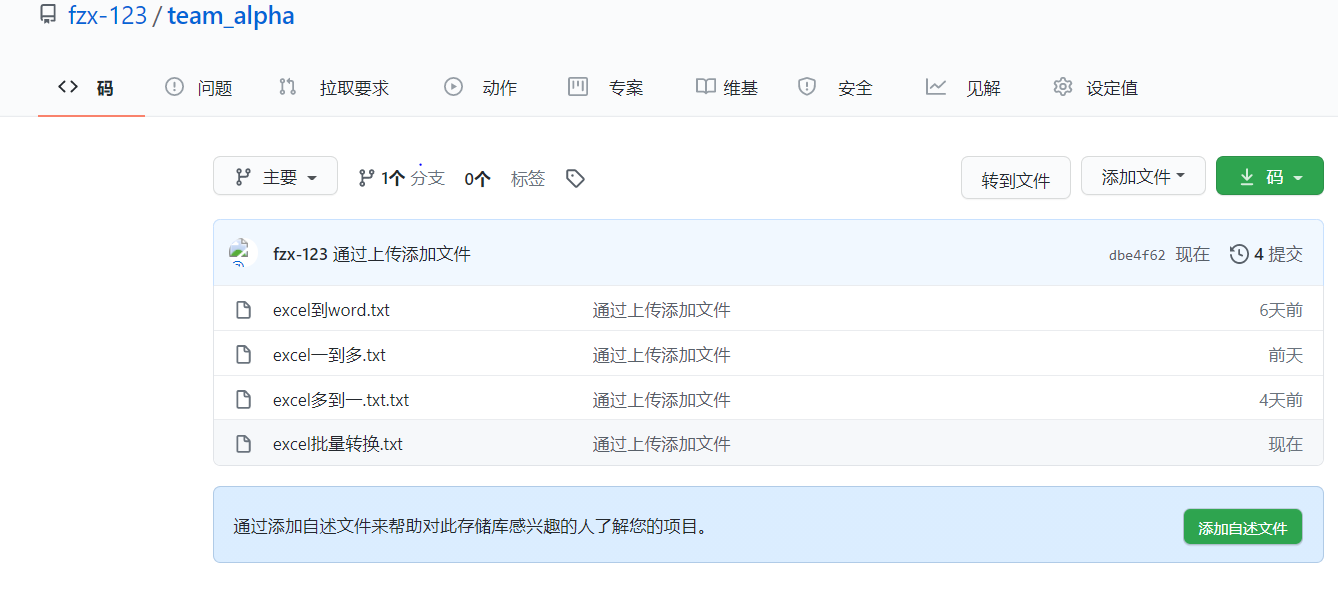 fzx-123 / team_alpha
码 问题 拉取要求 动作 专案 维基 安全 见解 设定值
主要 1个 分支 0个 标签 转到文件 添加文件 码
fzx-123 通过上传添加文件 dbe4f62 现在 4 提交
excel到word.txt 通过上传添加文件 6天前
excel一到多.txt 通过上传添加文件 前天
excel多到一.txt.txt 通过上传添加文件 4天前
excel批量转换.txt 通过上传添加文件 现在
通过添加自述文件来帮助对此存储库感兴趣的人了解您的项目。 添加自述文件